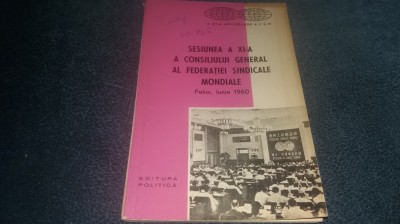 SESIUNEA A XI-A
A CONSILIULUI GENERAL
AL FEDERAȚIEI SINDICALE
MONDIALE
Pekin, Iunie 1960
EDITURA
POLITICĂ